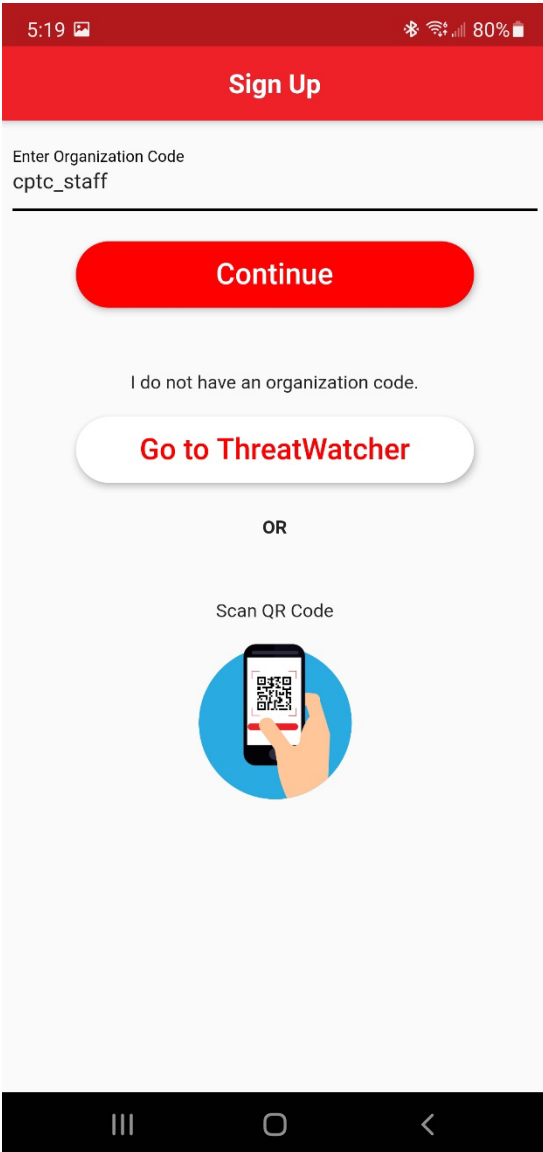 5:19 80%
Sign Up
Enter Organization Code
cptc_staff
Continue
I do not have an organization code.
Go to ThreatWatcher
OR
Scan QR Code